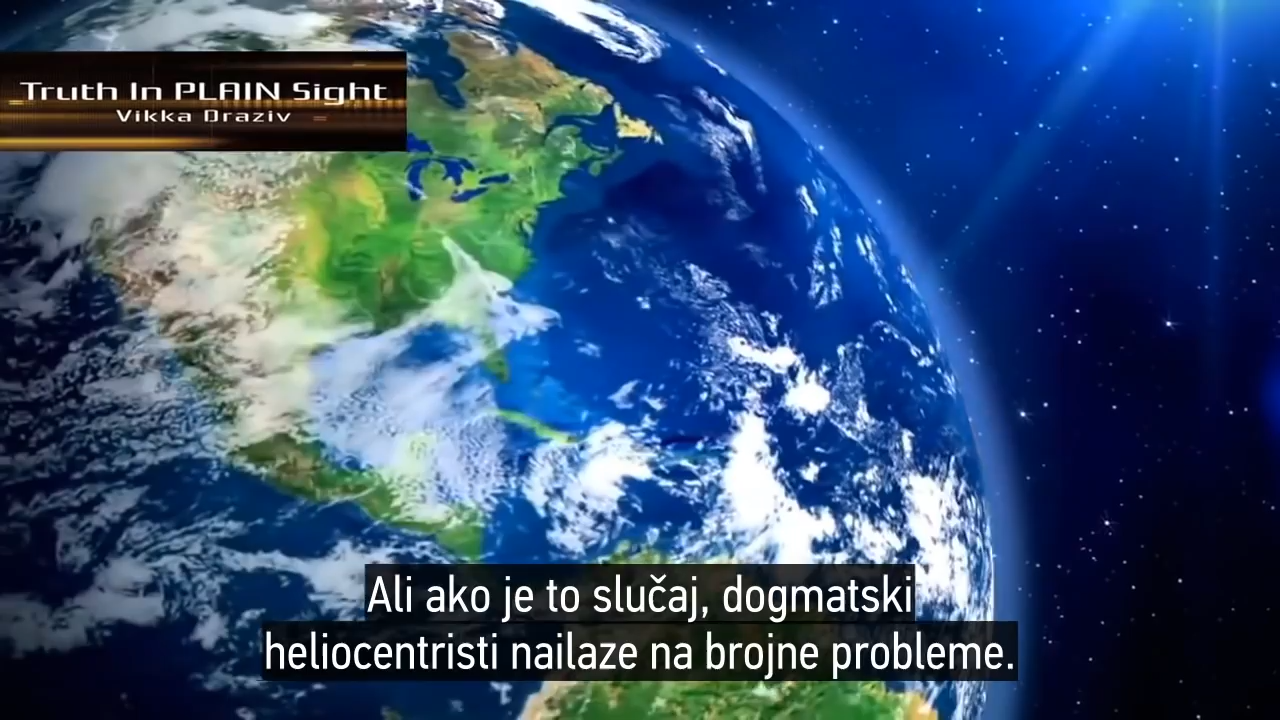 Truth In PLAIN Sight
Vikka Draziv
Ali ako je to slučaj, dogmatski
heliocentristi nailaze na brojne probleme.